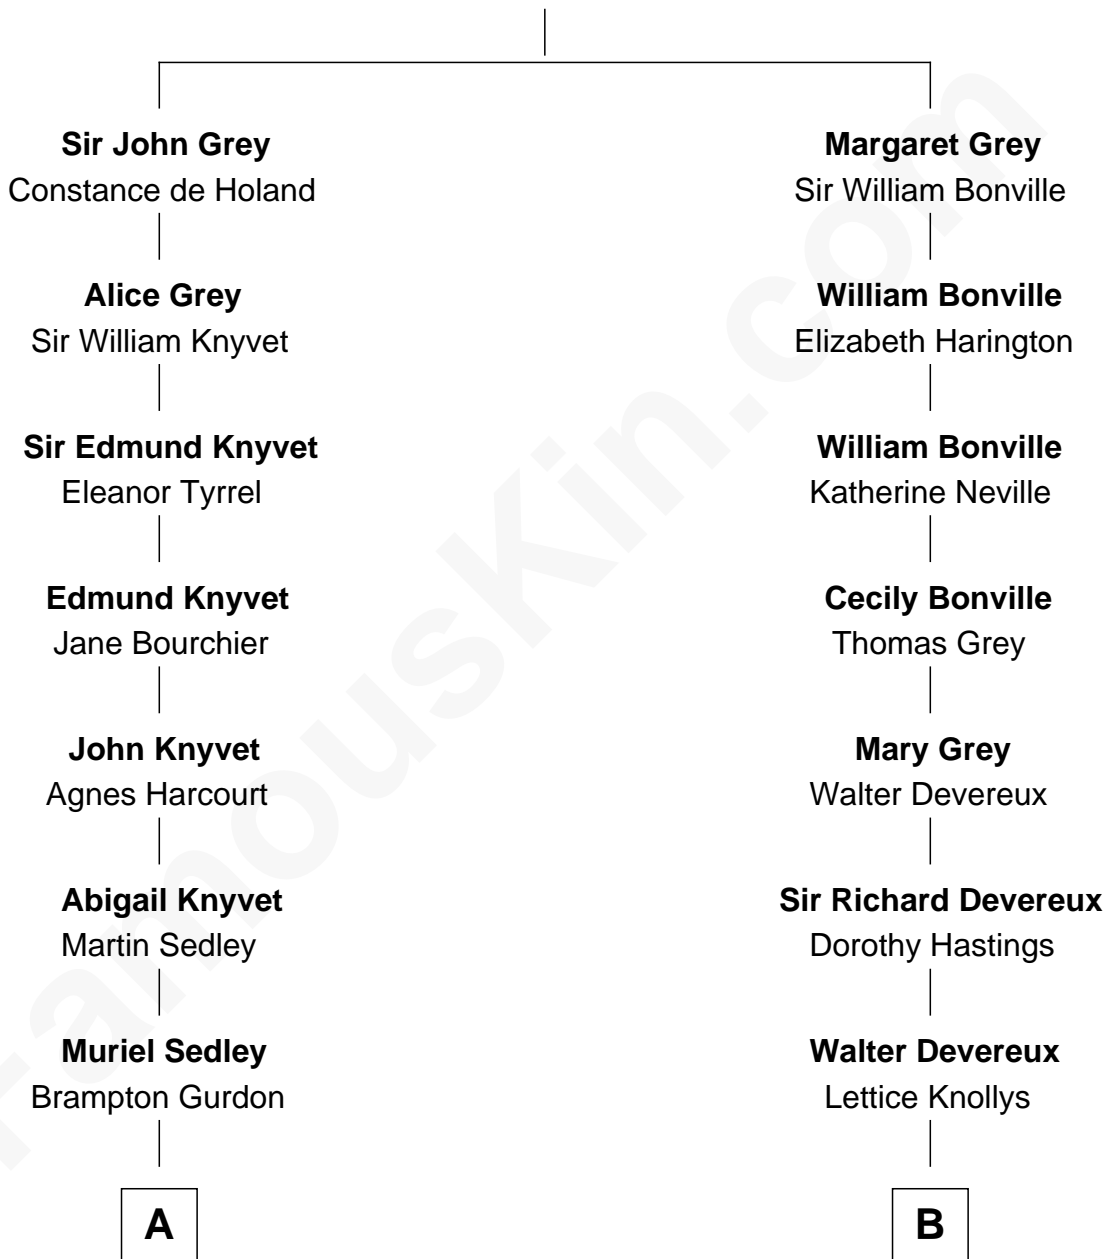 Sir John Grey
Constance de Holand
Alice Grey
Sir William Knyvet
Sir Edmund Knyvet
Eleanor Tyrrel
Edmund Knyvet
Jane Bourchier
John Knyvet
Agnes Harcourt
Abigail Knyvet
Martin Sedley
Muriel Sedley
Brampton Gurdon
A
Margaret Grey
Sir William Bonville
William Bonville
Elizabeth Harington
William Bonville
Katherine Neville
Cecily Bonville
Thomas Grey
Mary Grey
Walter Devereux
Sir Richard Devereux
Dorothy Hastings
Walter Devereux
Lettice Knollys
B
FamousKin.com